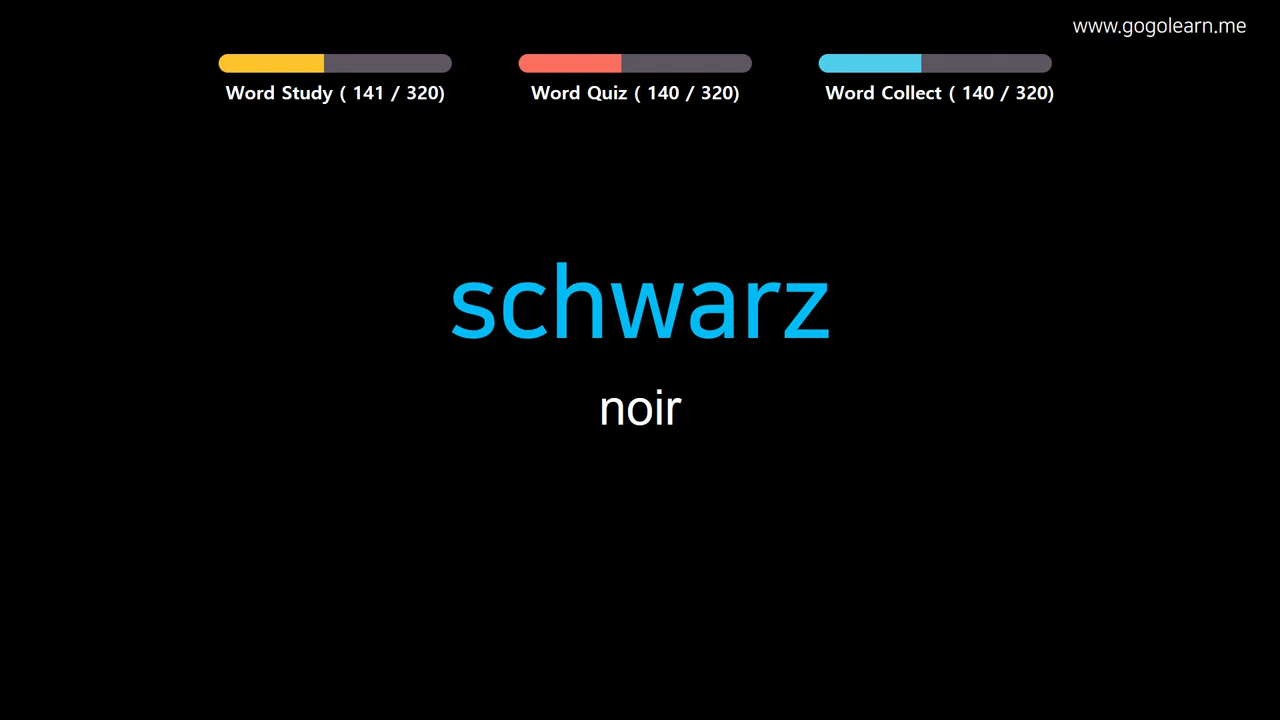 www.gogolearn.me
Word Study ( 141 / 320)
Word Quiz ( 140 / 320)
Word Collect ( 140 / 320)
schwarz
noir